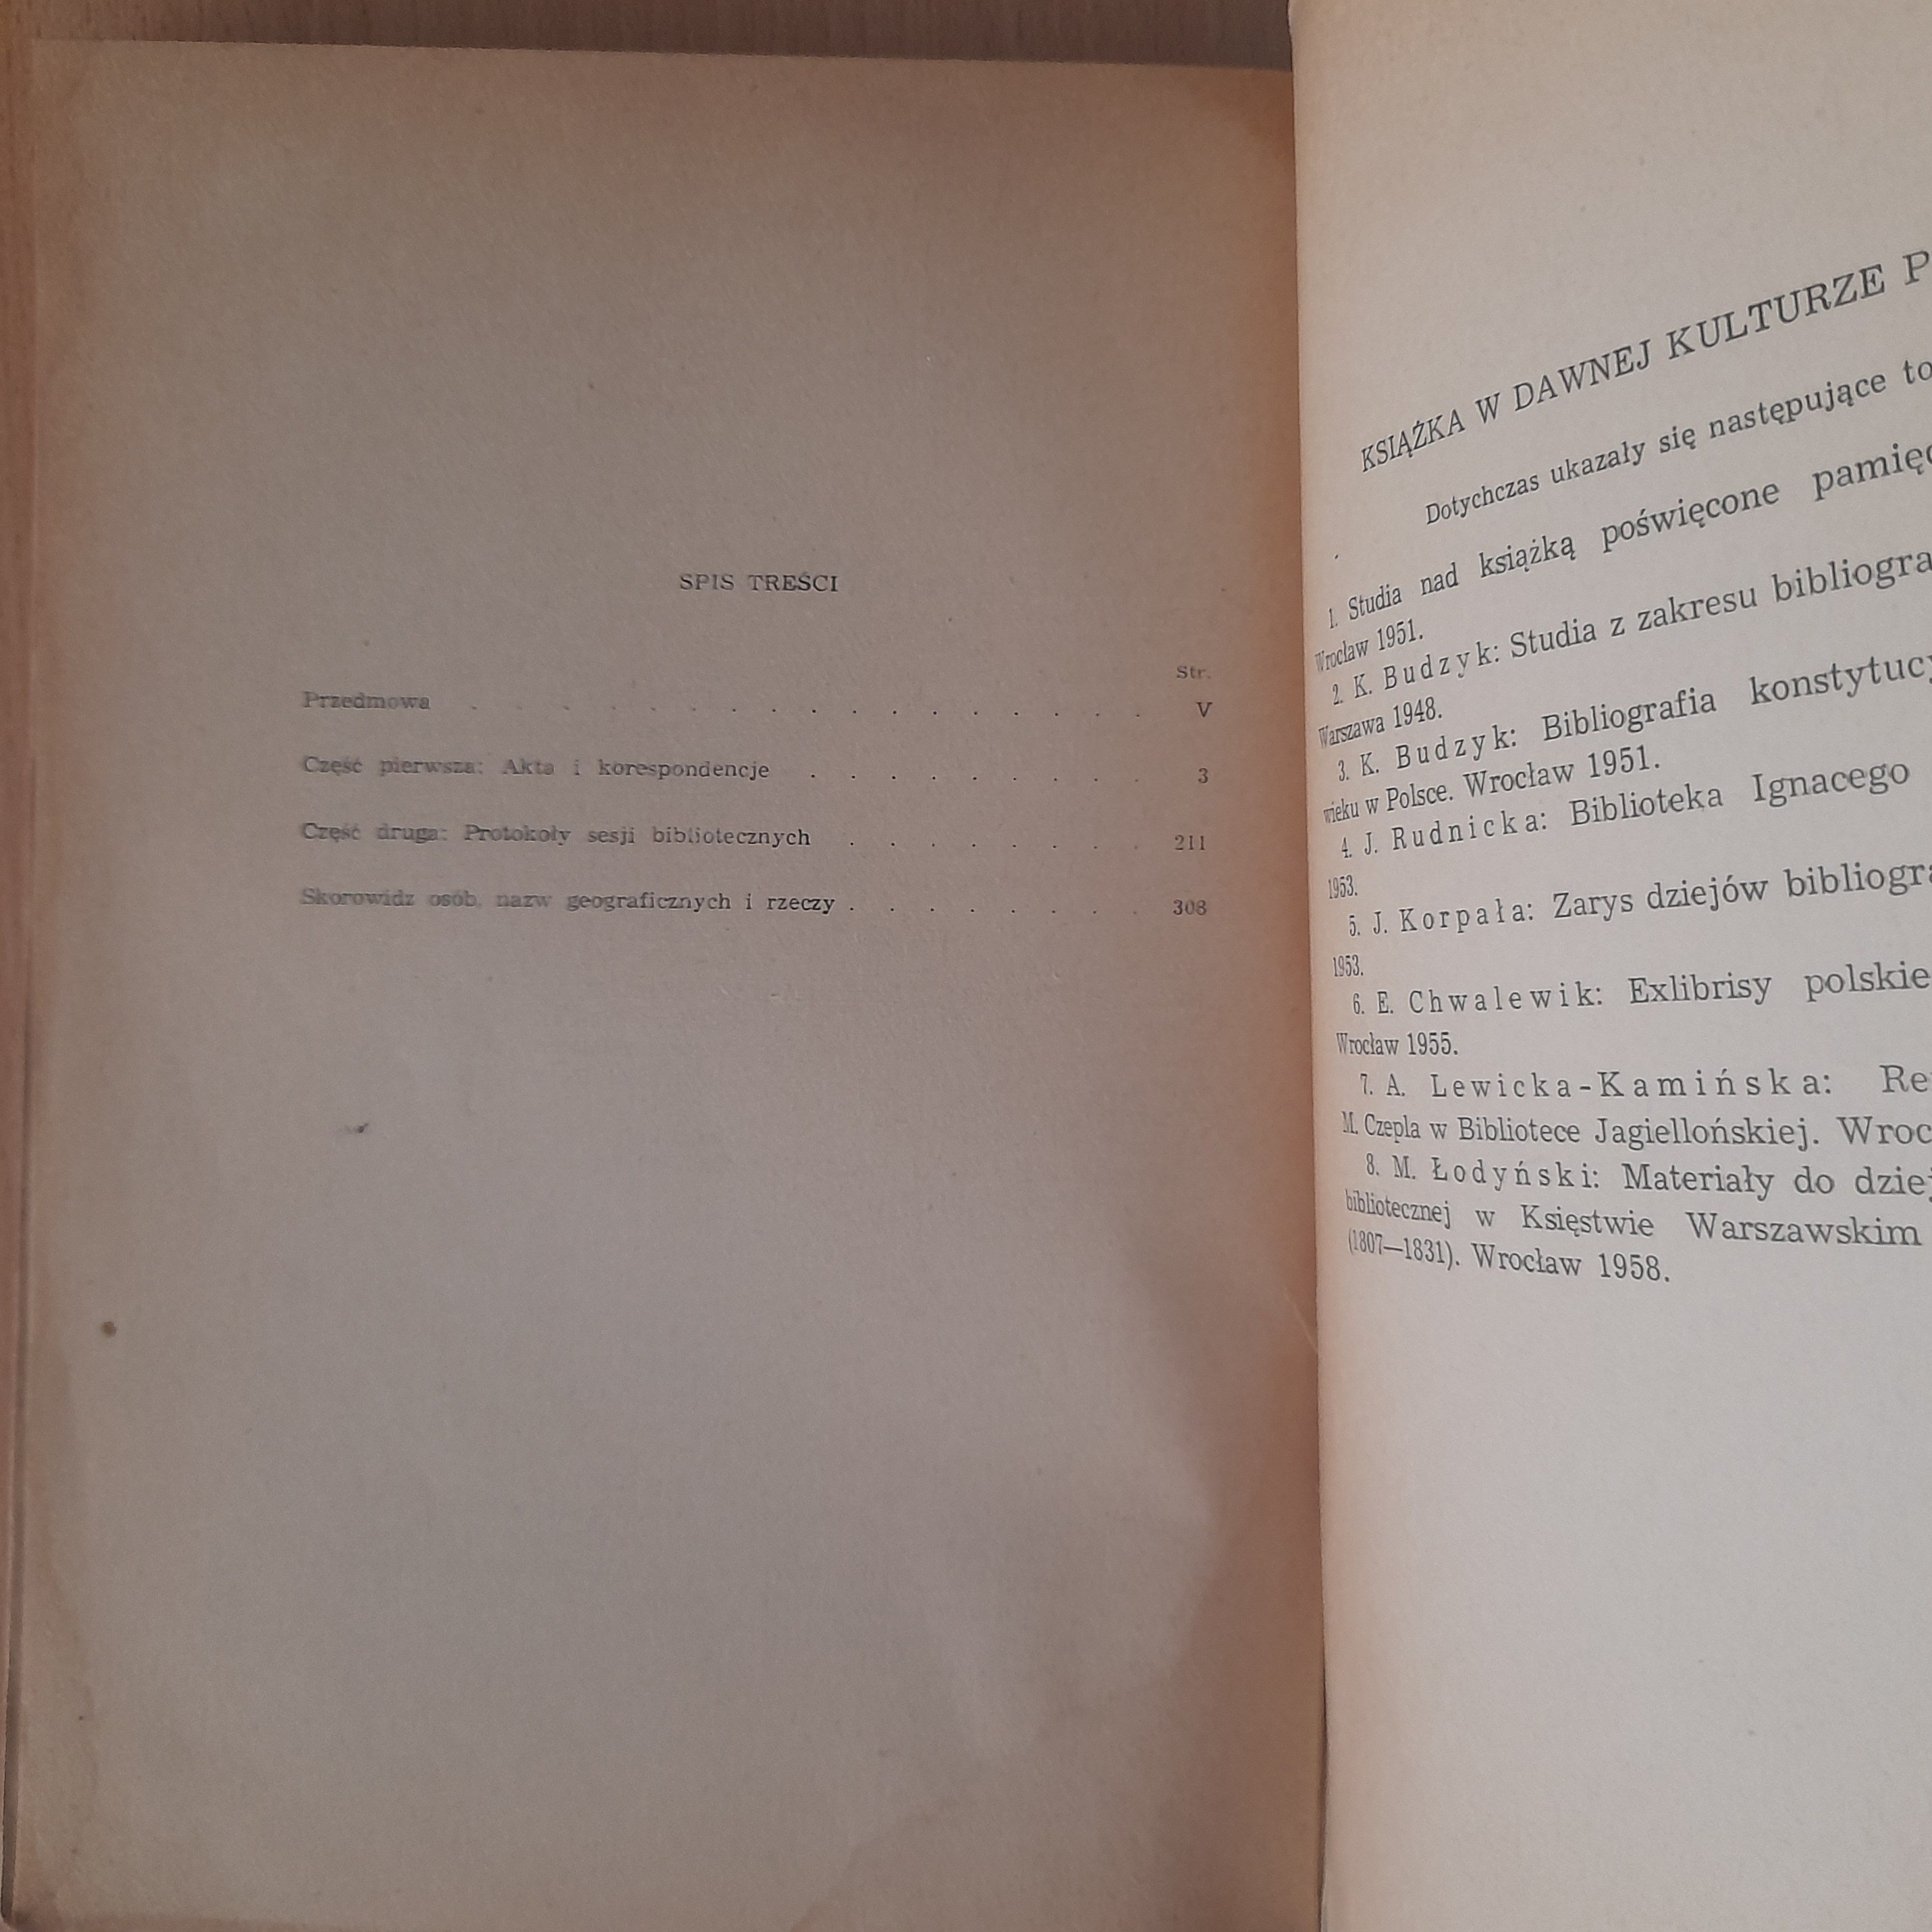 SPIS TREŚCI
Str.
Przedmowa . . . . . . . . . . . . . . . . . V
Część pierwsza: Akta i korespondencje . . . . . . . . . 3
Część druga: Protokoły sesji bibliotecznych . . . . . . . . 211
Skorowidz osób, nazw geograficznych i rzeczy . . . . . . . . 308
KSIĄŻKA W DAWNEJ KULTURZE P
Dotychczas ukazały się następujące to
1. Studia nad książką poświęcone pamięc
Wrocław 1951.
2. K. Budzyk: Studia z zakresu bibliogra
Warszawa 1948.
3. K. Budzyk: Bibliografia konstytucy
wieku w Polsce. Wrocław 1951.
4. J. Rudnicka: Biblioteka Ignacego
1953.
5. J. Korpała: Zarys dziejów bibliogra
1953.
6. E. Chwalewik: Exlibrisy polskie
Wrocław 1955.
7. A. Lewicka-Kamińska: Re
M. Czepla w Bibliotece Jagiellońskiej. Wroc
8. M. Łodyński: Materiały do dziej
bibliotecznej w Księstwie Warszawskim
(1807—1831). Wrocław 1958.